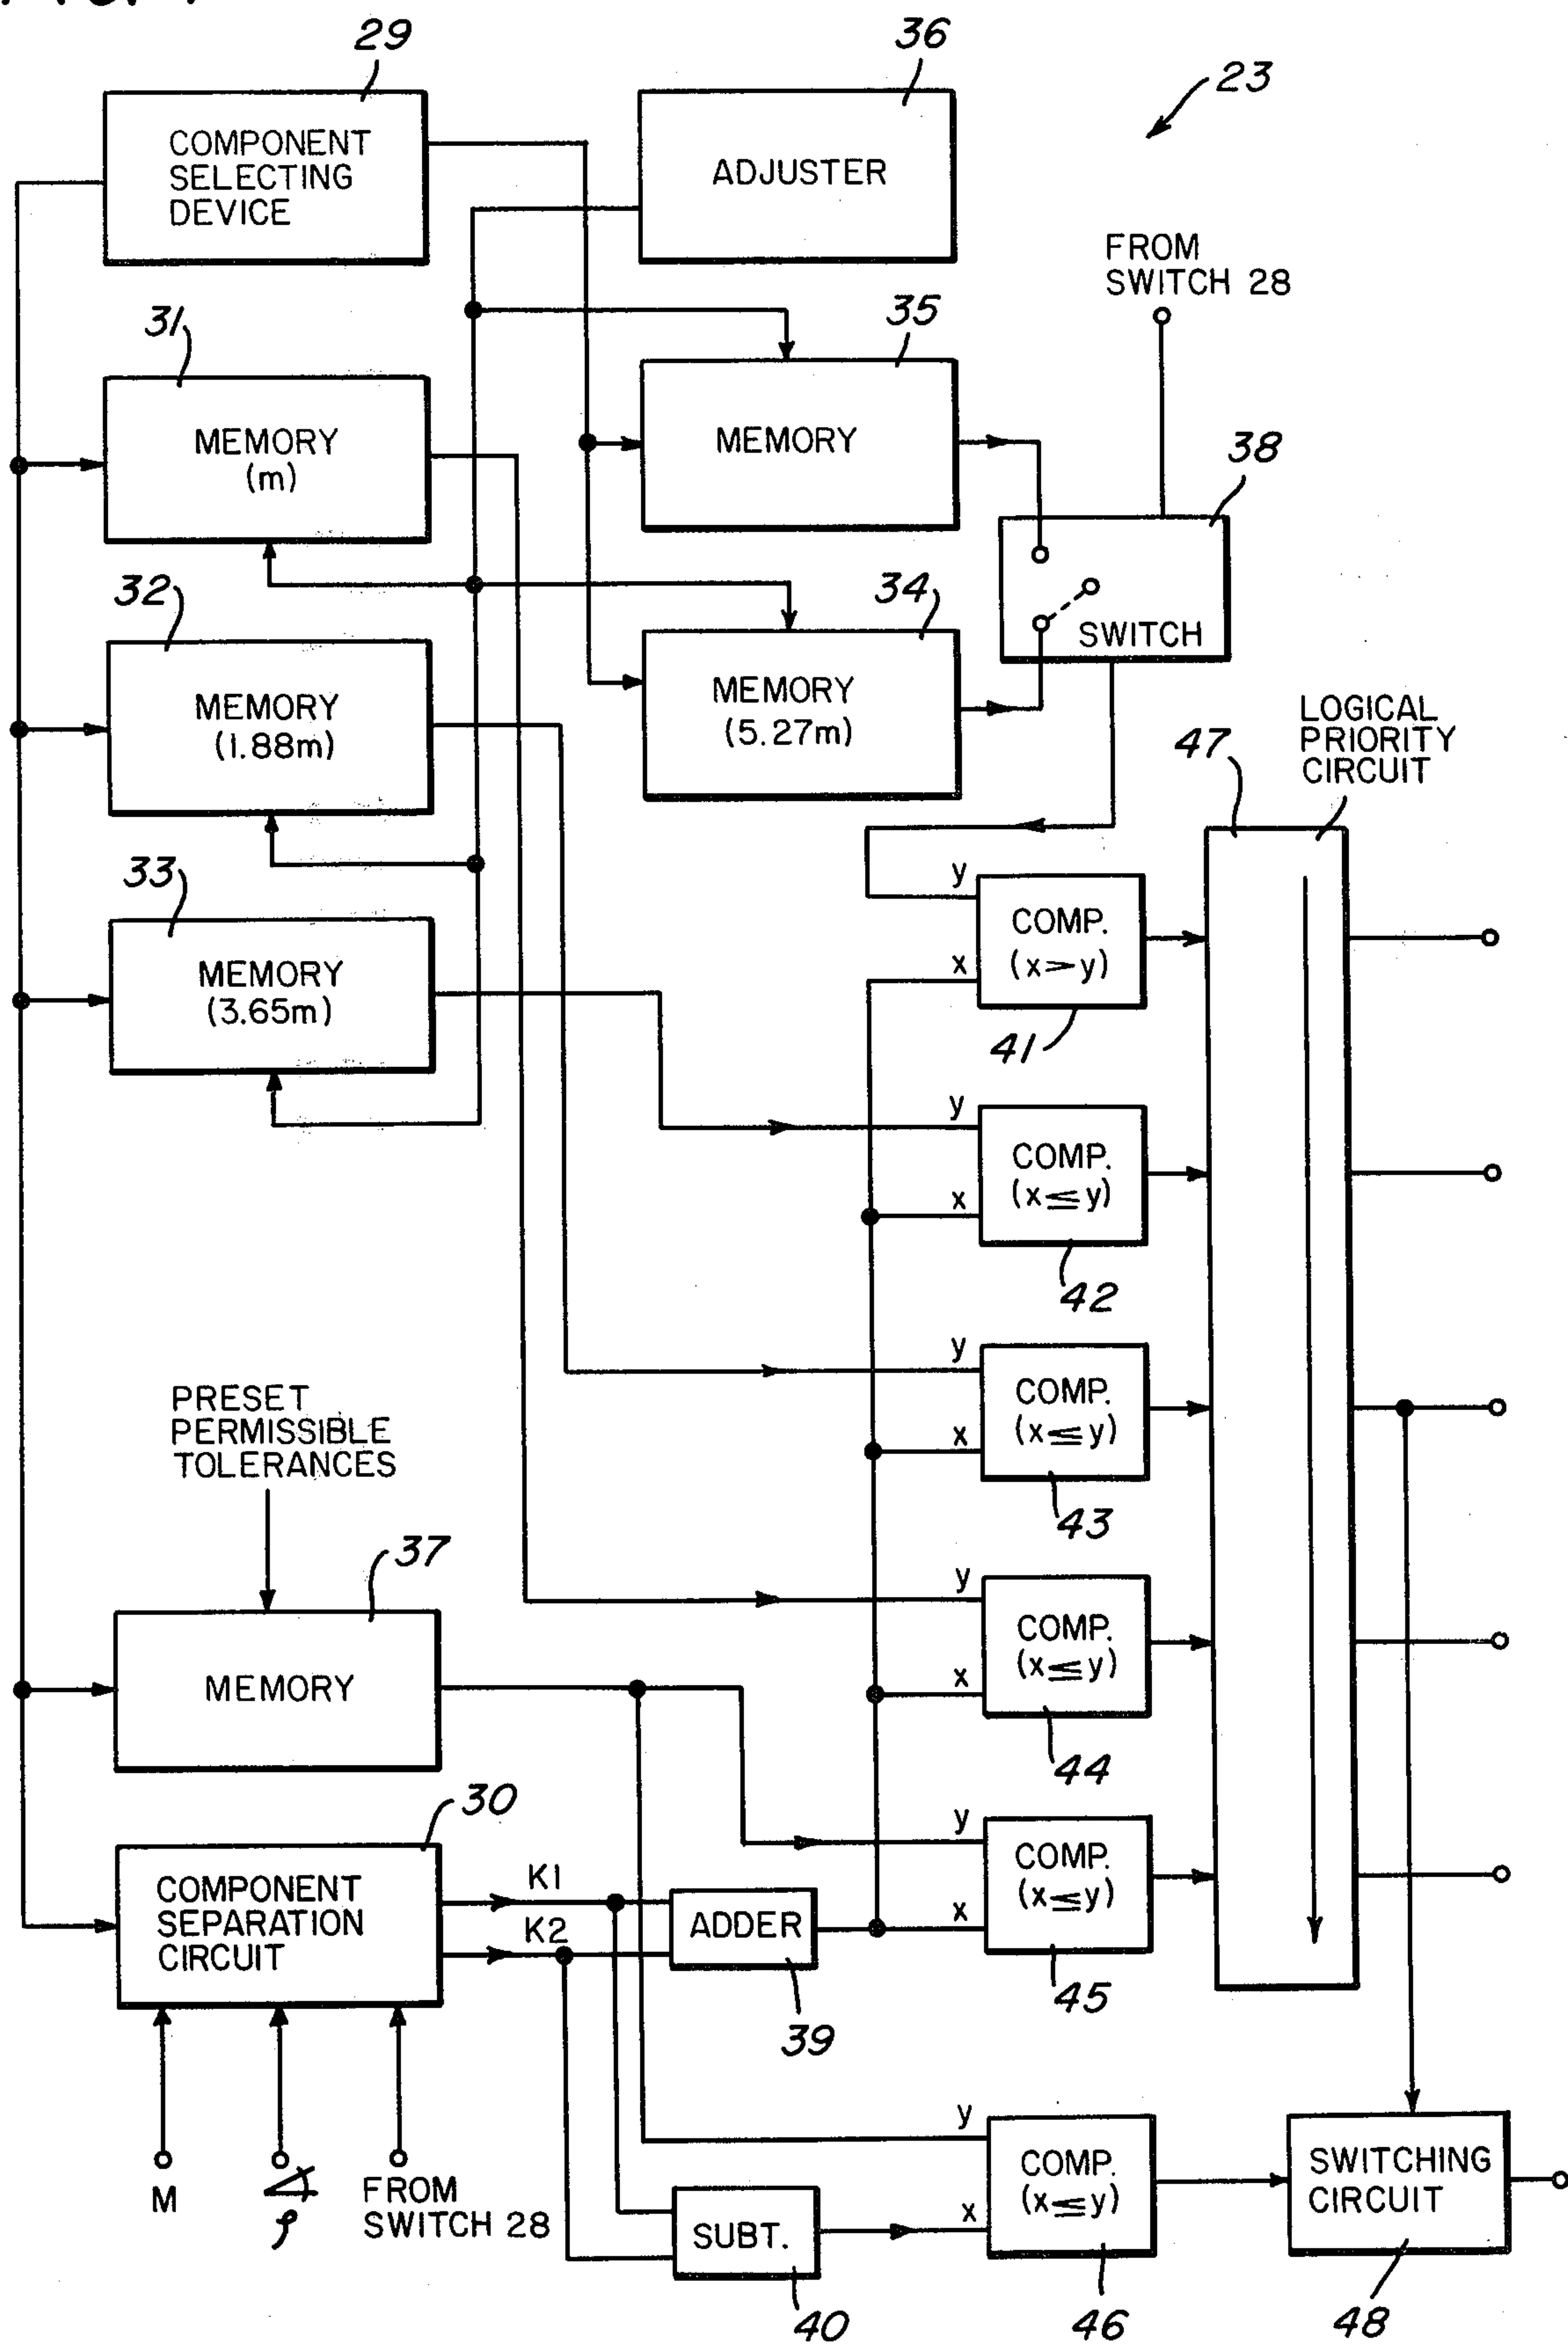 29
36
23
COMPONENT
SELECTING
DEVICE
ADJUSTER
FROM
SWITCH 28
31
35
MEMORY
(m)
MEMORY
38
32
34
SWITCH
MEMORY
(1.88m)
MEMORY
(5.27m)
LOGICAL
PRIORITY
CIRCUIT
47
33
y
COMP.
(x>y)
x
MEMORY
(3.65m)
41
y
COMP.
(x≦y)
x
42
y
COMP.
(x≦y)
x
43
PRESET
PERMISSIBLE
TOLERANCES
37
y
COMP.
(x≦y)
x
44
MEMORY
30
y
COMP.
(x≦y)
x
45
COMPONENT
SEPARATION
CIRCUIT
K1
K2
ADDER
39
y
COMP.
(x≦y)
x
46
SWITCHING
CIRCUIT
48
M
ρ
FROM
SWITCH 28
SUBT.
40